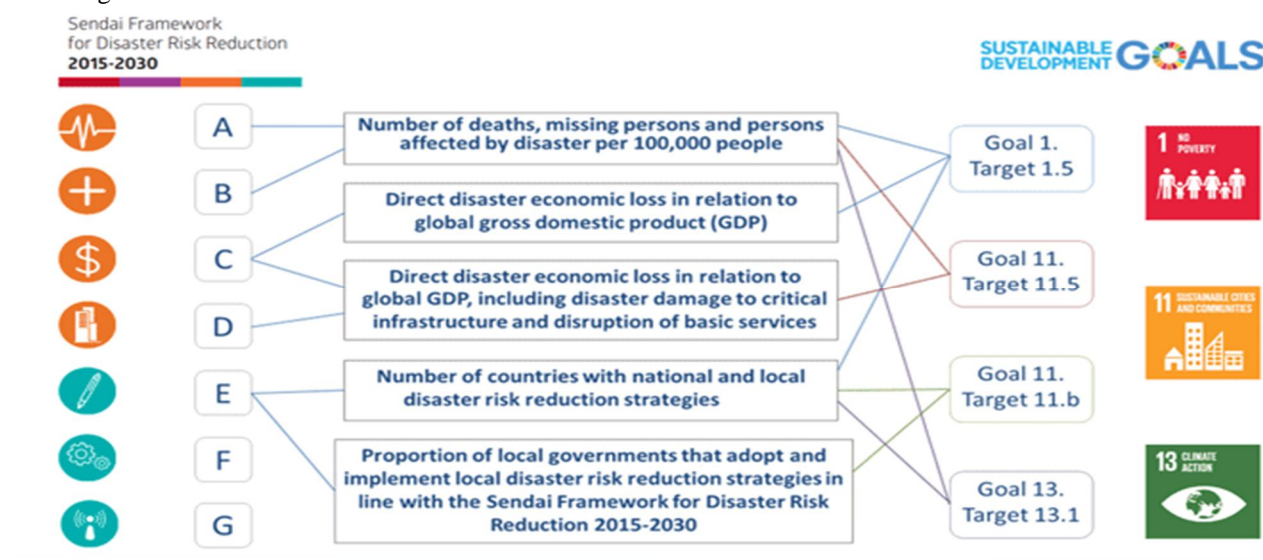 Sendai Framework
for Disaster Risk Reduction
2015-2030
SUSTAINABLE
DEVELOPMENT GOALS
A
B
C
D
E
F
G
Number of deaths, missing persons and persons
affected by disaster per 100,000 people
Direct disaster economic loss in relation to
global gross domestic product (GDP)
Direct disaster economic loss in relation to
global GDP, including disaster damage to critical
infrastructure and disruption of basic services
Number of countries with national and local
disaster risk reduction strategies
Proportion of local governments that adopt and
implement local disaster risk reduction strategies in
line with the Sendai Framework for Disaster Risk
Reduction 2015-2030
Goal 1.
Target 1.5
Goal 11.
Target 11.5
Goal 11.
Target 11.b
Goal 13.
Target 13.1
1 NO
POVERTY
11 SUSTAINABLE CITIES
AND COMMUNITIES
13 CLIMATE
ACTION